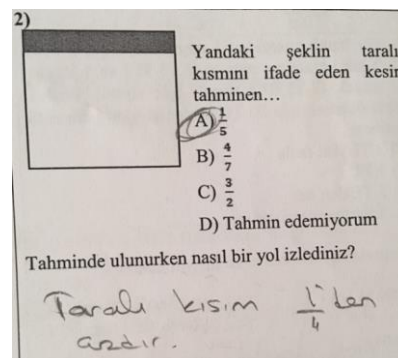 2)
Yandaki şeklin taralı
kısmını ifade eden kesir
tahminen…
A) 1/5
B) 4/7
C) 3/2
D) Tahmin edemiyorum
Tahminde ulunurken nasıl bir yol izlediniz?
Taralı kısım 1/4'ten
azdır.